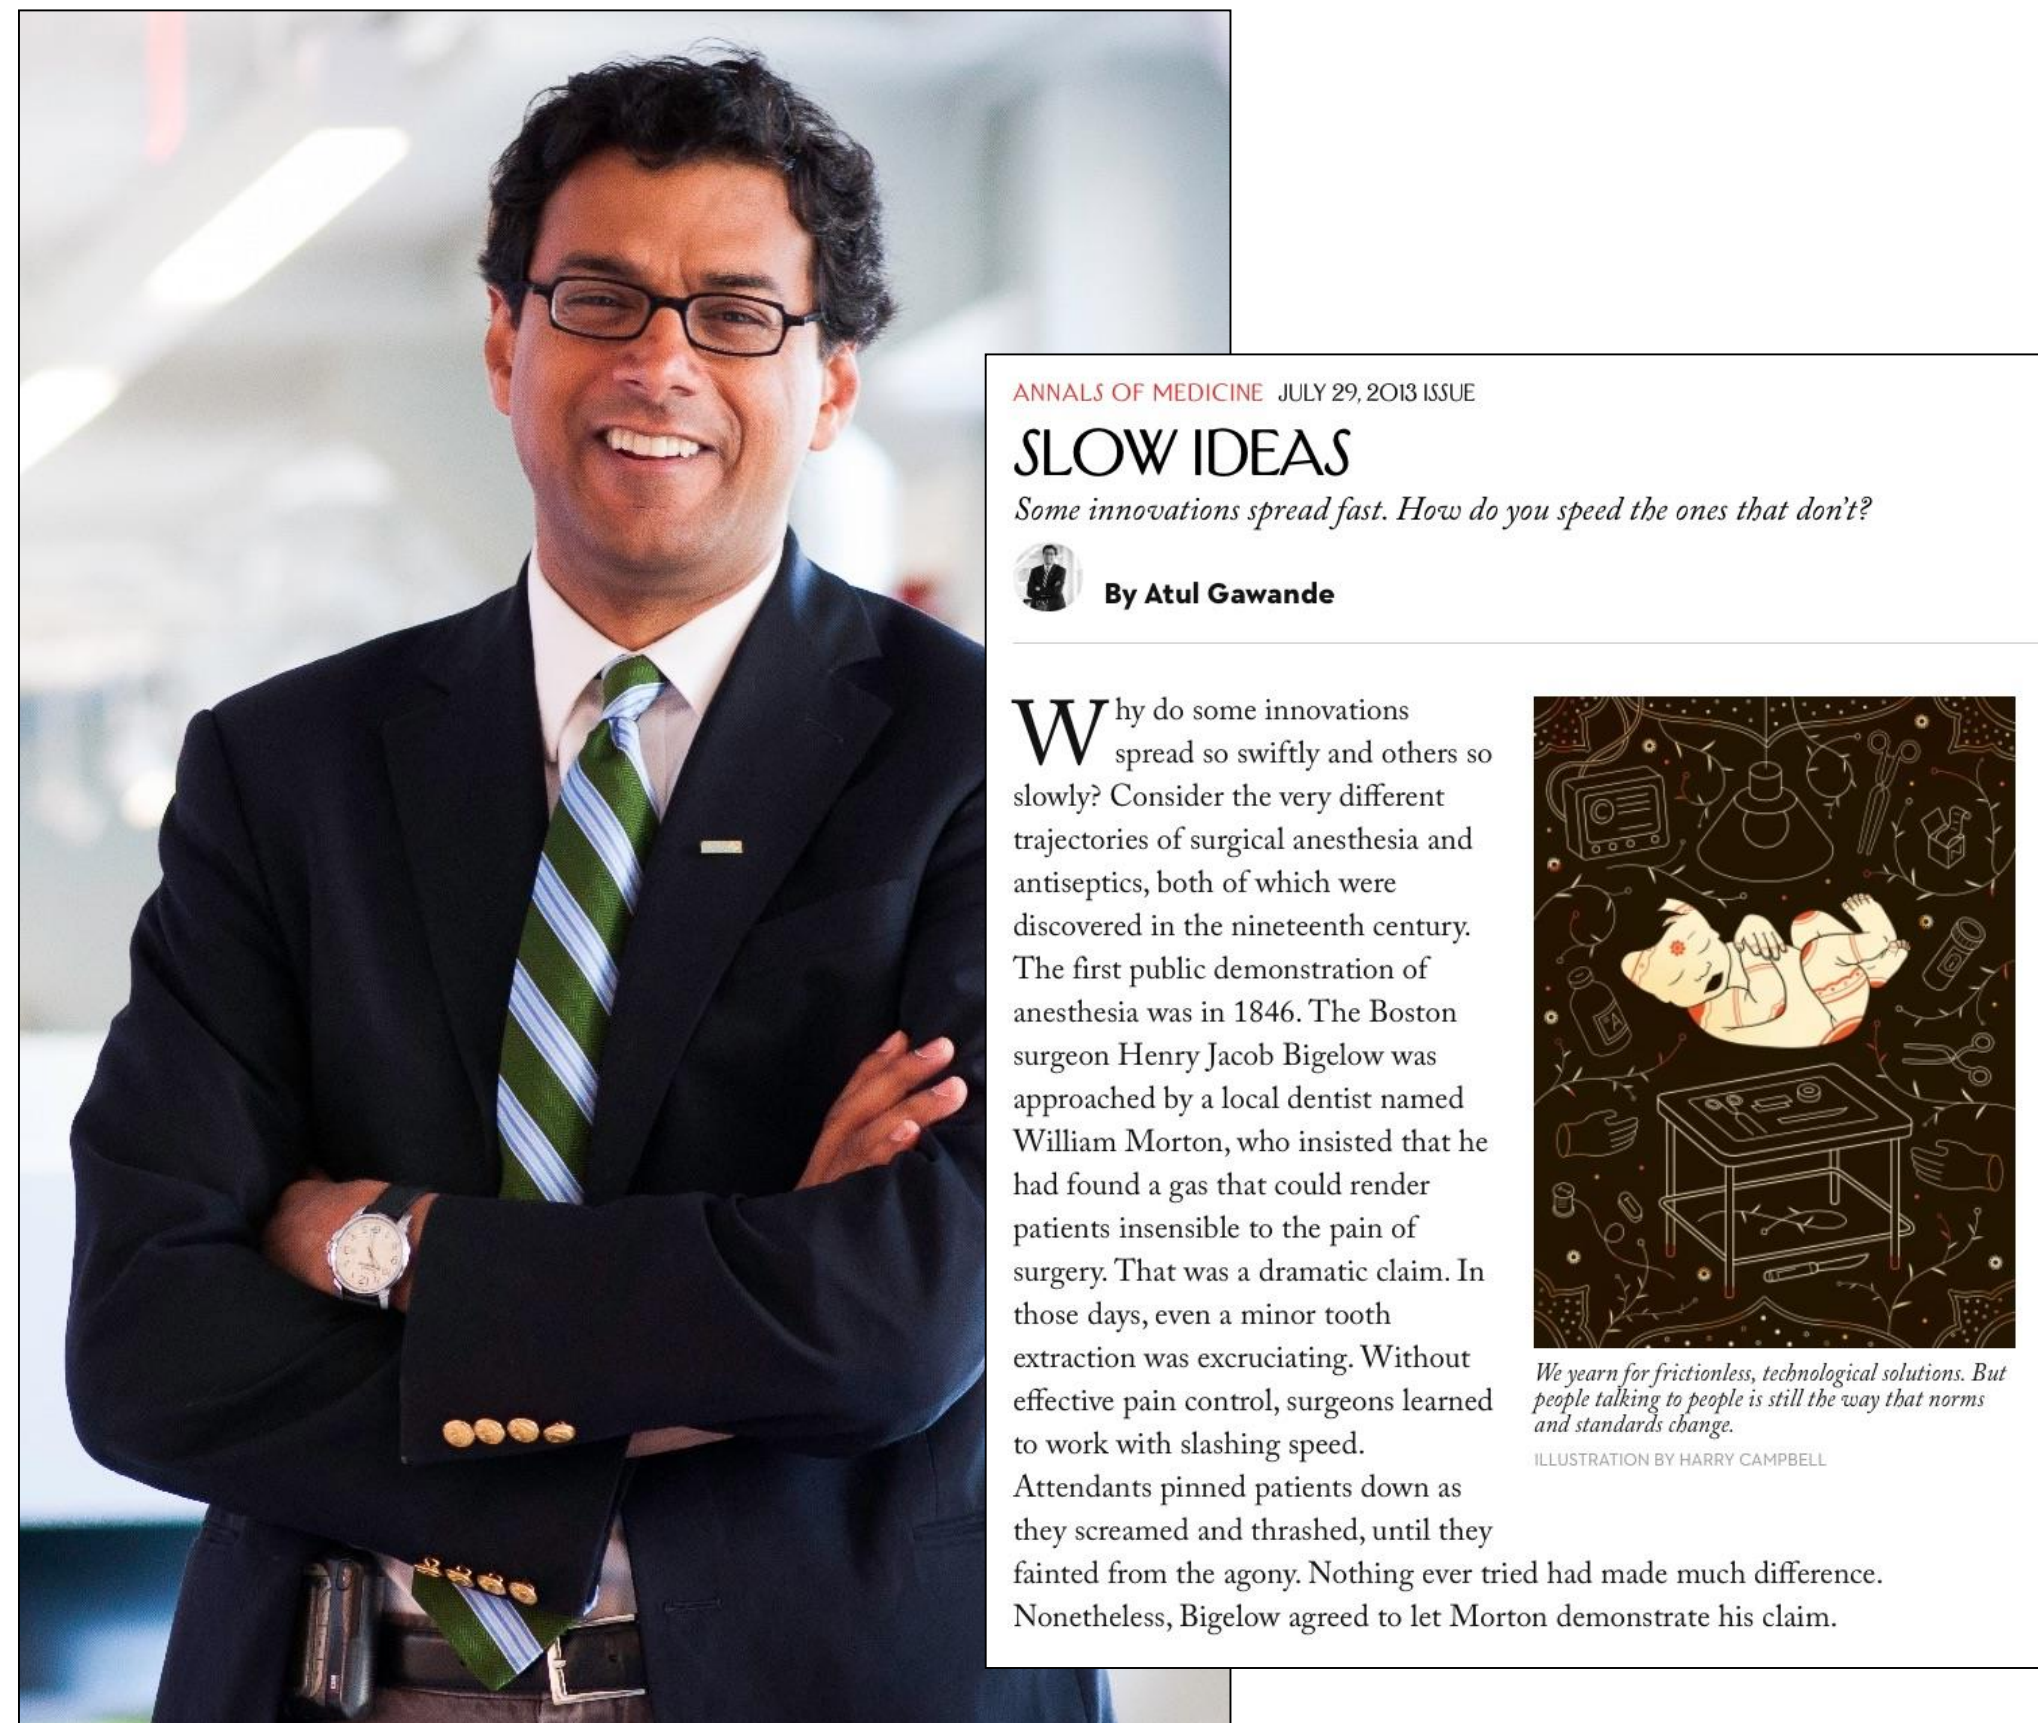 ANNALS OF MEDICINE JULY 29, 2013 ISSUE
SLOW IDEAS
Some innovations spread fast. How do you speed the ones that don't?
By Atul Gawande
Why do some innovations
spread so swiftly and others so
slowly? Consider the very different
trajectories of surgical anesthesia and
antiseptics, both of which were
discovered in the nineteenth century.
The first public demonstration of
anesthesia was in 1846. The Boston
surgeon Henry Jacob Bigelow was
approached by a local dentist named
William Morton, who insisted that he
had found a gas that could render
patients insensible to the pain of
surgery. That was a dramatic claim. In
those days, even a minor tooth
extraction was excruciating. Without
effective pain control, surgeons learned
to work with slashing speed.
Attendants pinned patients down as
they screamed and thrashed, until they
fainted from the agony. Nothing ever tried had made much difference.
Nonetheless, Bigelow agreed to let Morton demonstrate his claim.
We yearn for frictionless, technological solutions. But
people talking to people is still the way that norms
and standards change.
ILLUSTRATION BY HARRY CAMPBELL